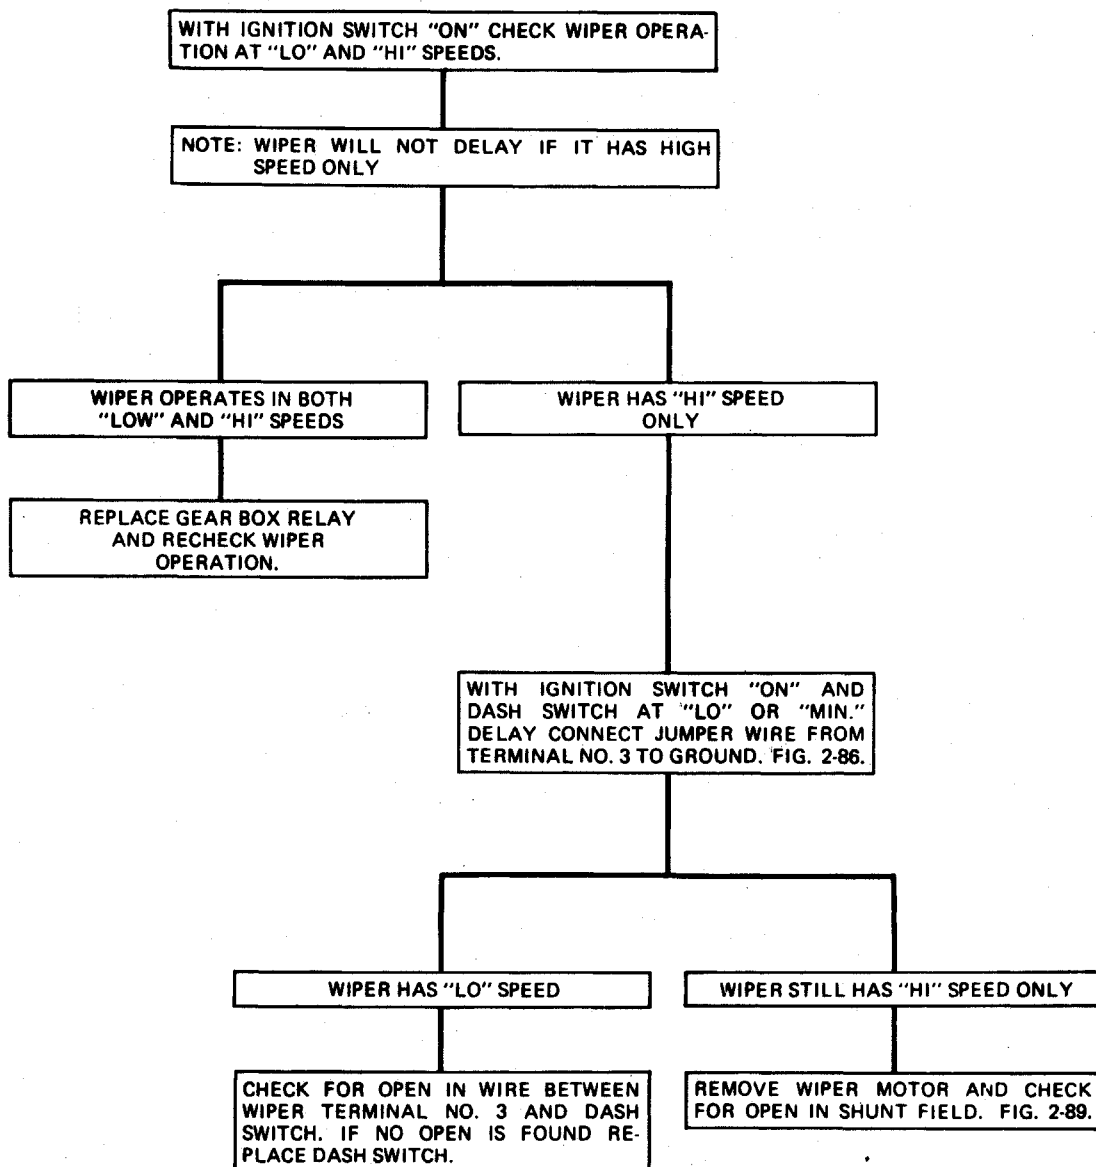 WITH IGNITION SWITCH "ON" CHECK WIPER OPERA-
TION AT "LO" AND "HI" SPEEDS.
NOTE: WIPER WILL NOT DELAY IF IT HAS HIGH
SPEED ONLY
WIPER OPERATES IN BOTH
"LOW" AND "HI" SPEEDS
WIPER HAS "HI" SPEED
ONLY
REPLACE GEAR BOX RELAY
AND RECHECK WIPER
OPERATION.
WITH IGNITION SWITCH "ON" AND
DASH SWITCH AT "LO" OR "MIN."
DELAY CONNECT JUMPER WIRE FROM
TERMINAL NO. 3 TO GROUND. FIG. 2-86.
WIPER HAS "LO" SPEED
WIPER STILL HAS "HI" SPEED ONLY
CHECK FOR OPEN IN WIRE BETWEEN
WIPER TERMINAL NO. 3 AND DASH
SWITCH. IF NO OPEN IS FOUND RE-
PLACE DASH SWITCH.
REMOVE WIPER MOTOR AND CHECK
FOR OPEN IN SHUNT FIELD. FIG. 2-89.